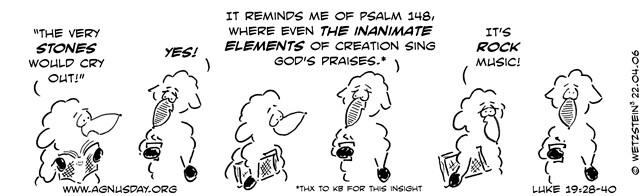 "THE VERY
STONES
WOULD CRY
OUT!"
YES!
IT REMINDS ME OF PSALM 148,
WHERE EVEN THE INANIMATE
ELEMENTS OF CREATION SING
GOD'S PRAISES.*
IT'S
ROCK
MUSIC!
WWW.AGNUSDAY.ORG
*THX TO KB FOR THIS INSIGHT
LUKE 19:28-40
© WETZSTEIN³ 22.04.06